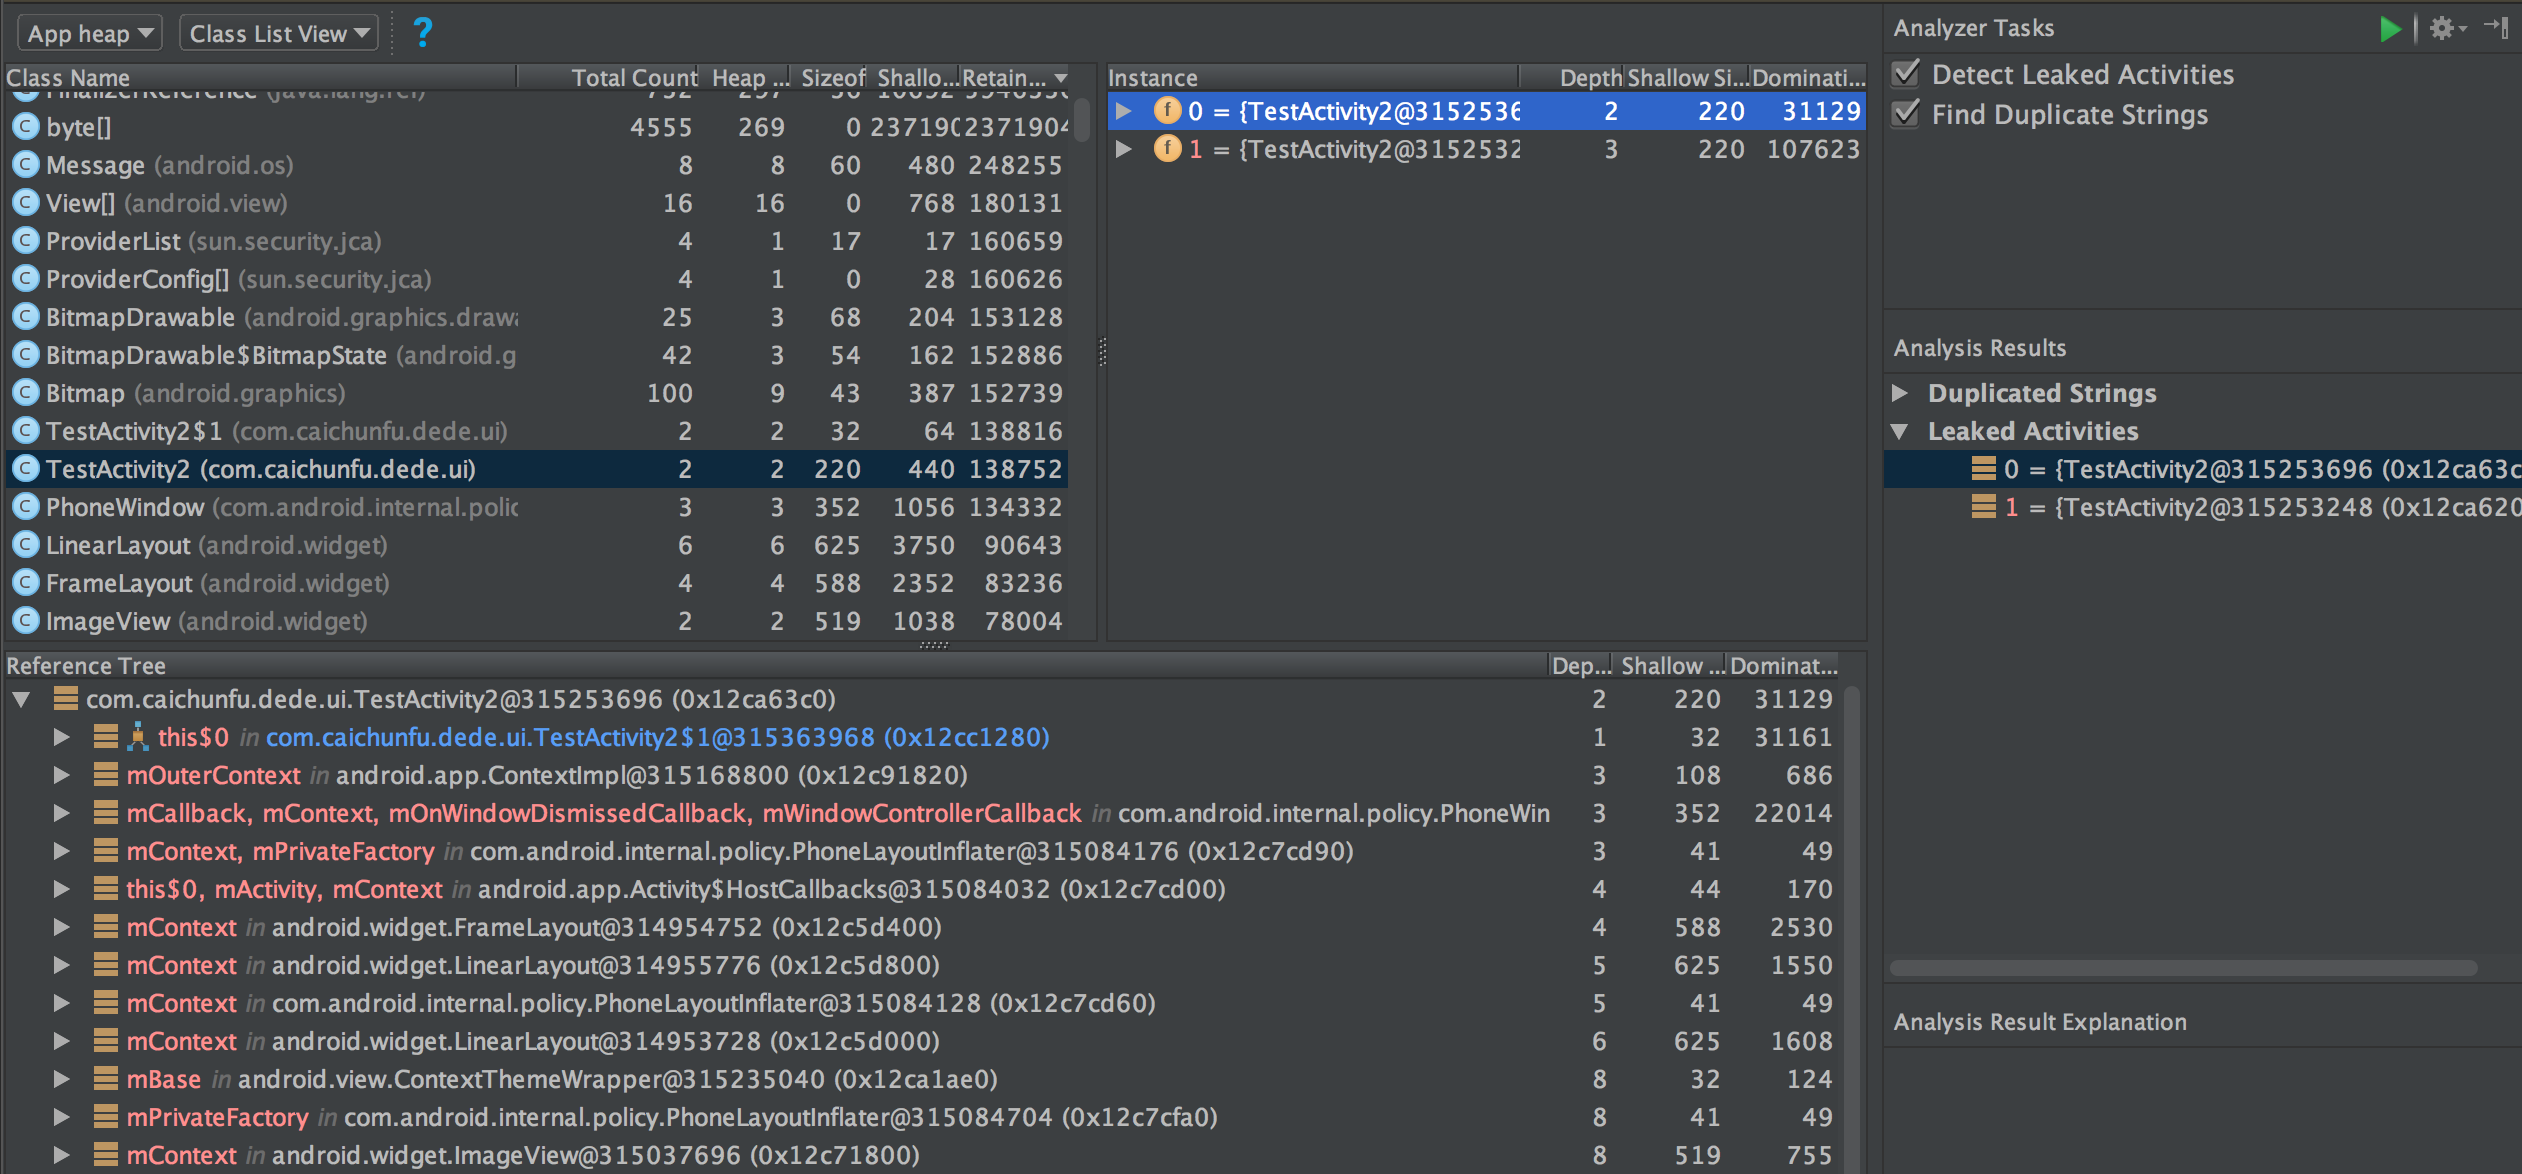 App heap Class List View ?
Class Name Total Count Heap ... Sizeof Shallo... Retain...
byte[] 4555 269 0 237190 2371904
Message (android.os) 8 8 60 480 248255
View[] (android.view) 16 16 0 768 180131
ProviderList (sun.security.jca) 4 1 17 17 160659
ProviderConfig[] (sun.security.jca) 4 1 0 28 160626
BitmapDrawable (android.graphics.drawa 25 3 68 204 153128
BitmapDrawable$BitmapState (android.g 42 3 54 162 152886
Bitmap (android.graphics) 100 9 43 387 152739
TestActivity2$1 (com.caichunfu.dede.ui) 2 2 32 64 138816
TestActivity2 (com.caichunfu.dede.ui) 2 2 220 440 138752
PhoneWindow (com.android.internal.polic 3 3 352 1056 134332
LinearLayout (android.widget) 6 6 625 3750 90643
FrameLayout (android.widget) 4 4 588 2352 83236
ImageView (android.widget) 2 2 519 1038 78004
Instance Depth Shallow Si... Dominati...
0 = {TestActivity2@3152536 2 220 31129
1 = {TestActivity2@3152532 3 220 107623
Analyzer Tasks
Detect Leaked Activities
Find Duplicate Strings
Analysis Results
Duplicated Strings
Leaked Activities
0 = {TestActivity2@315253696 (0x12ca63c
1 = {TestActivity2@315253248 (0x12ca620
Analysis Result Explanation
Reference Tree Dep... Shallow ... Dominat...
com.caichunfu.dede.ui.TestActivity2@315253696 (0x12ca63c0) 2 220 31129
this$0 in com.caichunfu.dede.ui.TestActivity2$1@315363968 (0x12cc1280) 1 32 31161
mOuterContext in android.app.ContextImpl@315168800 (0x12c91820) 3 108 686
mCallback, mContext, mOnWindowDismissedCallback, mWindowControllerCallback in com.android.internal.policy.PhoneWin 3 352 22014
mContext, mPrivateFactory in com.android.internal.policy.PhoneLayoutInflater@315084176 (0x12c7cd90) 3 41 49
this$0, mActivity, mContext in android.app.Activity$HostCallbacks@315084032 (0x12c7cd00) 4 44 170
mContext in android.widget.FrameLayout@314954752 (0x12c5d400) 4 588 2530
mContext in android.widget.LinearLayout@314955776 (0x12c5d800) 5 625 1550
mContext in com.android.internal.policy.PhoneLayoutInflater@315084128 (0x12c7cd60) 5 41 49
mContext in android.widget.LinearLayout@314953728 (0x12c5d000) 6 625 1608
mBase in android.view.ContextThemeWrapper@315235040 (0x12ca1ae0) 8 32 124
mPrivateFactory in com.android.internal.policy.PhoneLayoutInflater@315084704 (0x12c7cfa0) 8 41 49
mContext in android.widget.ImageView@315037696 (0x12c71800) 8 519 755